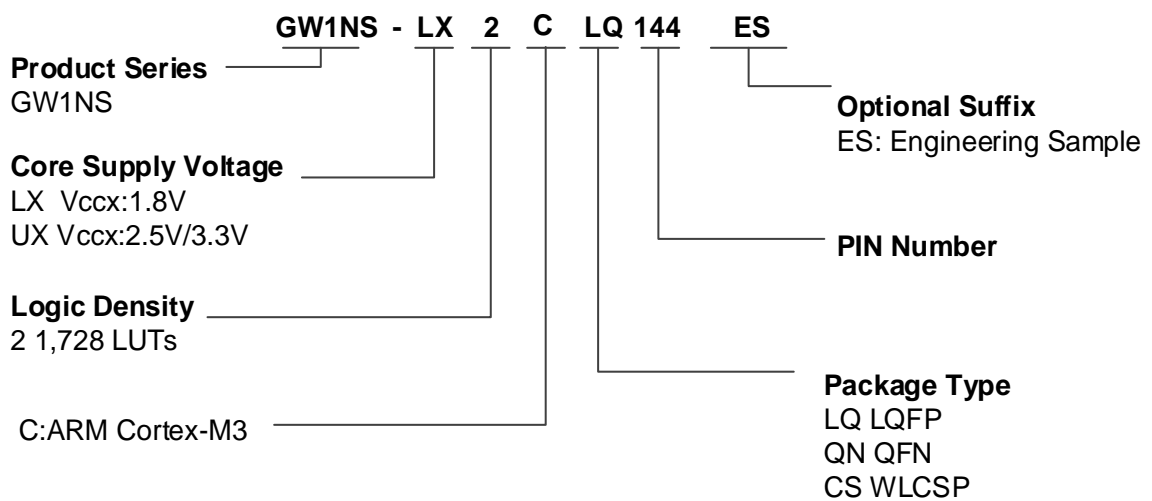 GW1NS - LX 2 C LQ 144 ES
Product Series
GW1NS
Optional Suffix
ES: Engineering Sample
Core Supply Voltage
LX Vccx:1.8V
UX Vccx:2.5V/3.3V
PIN Number
Logic Density
2 1,728 LUTs
Package Type
LQ LQFP
QN QFN
CS WLCSP
C:ARM Cortex-M3